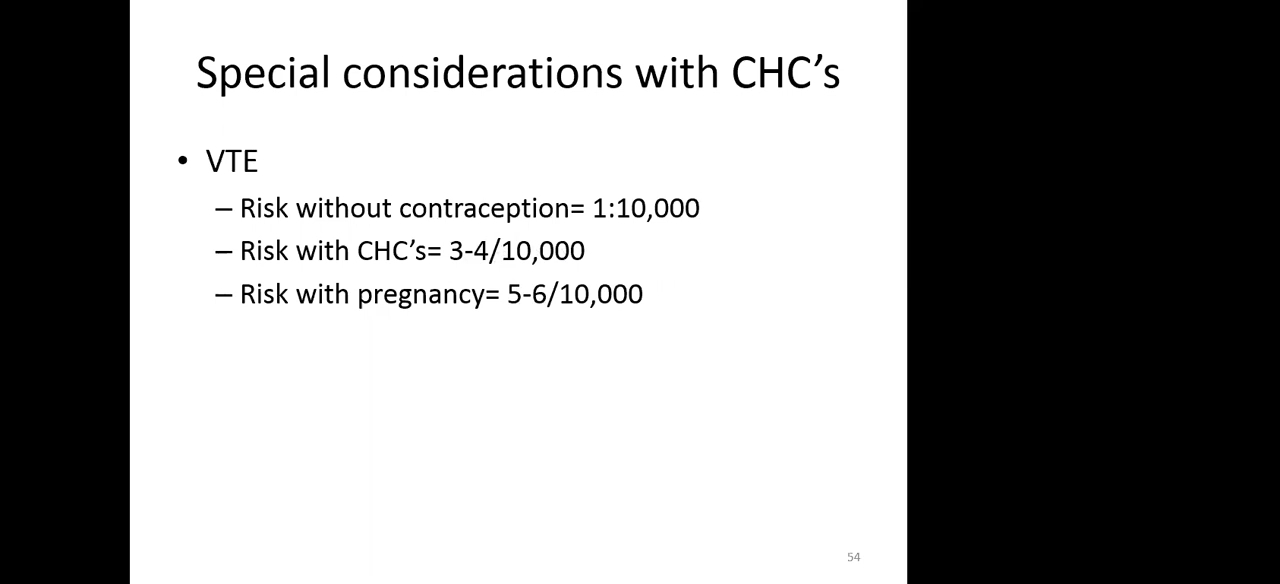 Special considerations with CHC’s
• VTE
– Risk without contraception= 1:10,000
– Risk with CHC’s= 3-4/10,000
– Risk with pregnancy= 5-6/10,000
54